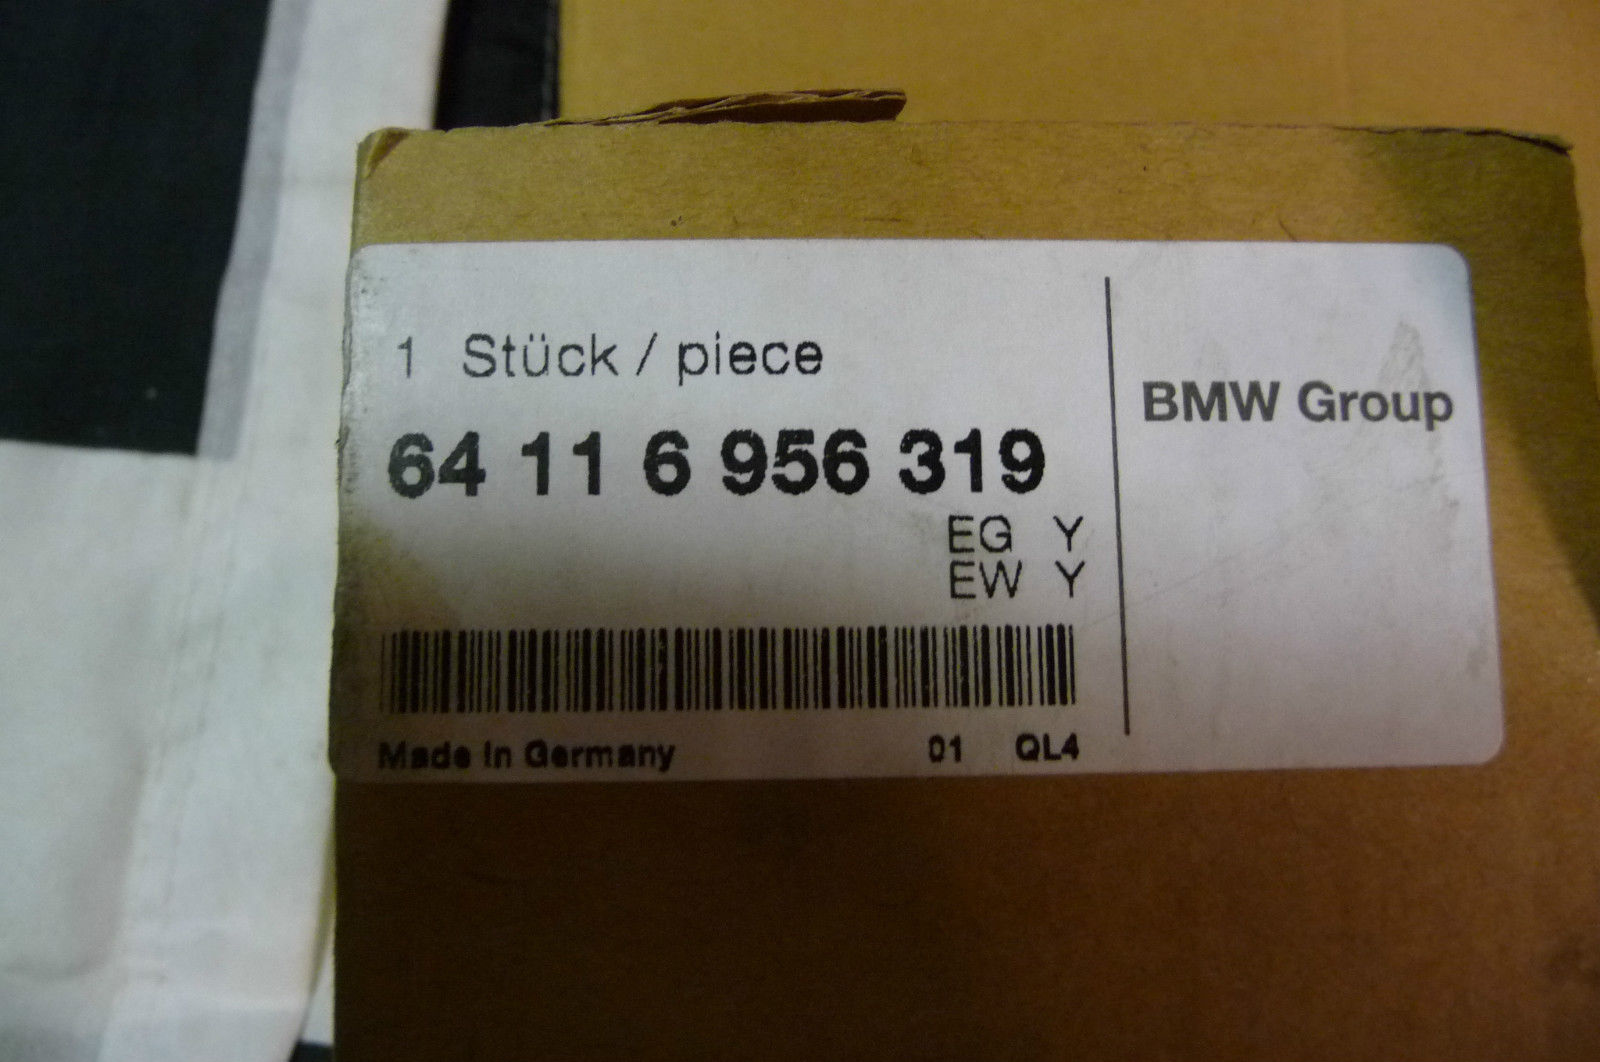 1 Stück / piece
64 11 6 956 319
EG Y
EW Y
Made In Germany 01 QL4
BMW Group